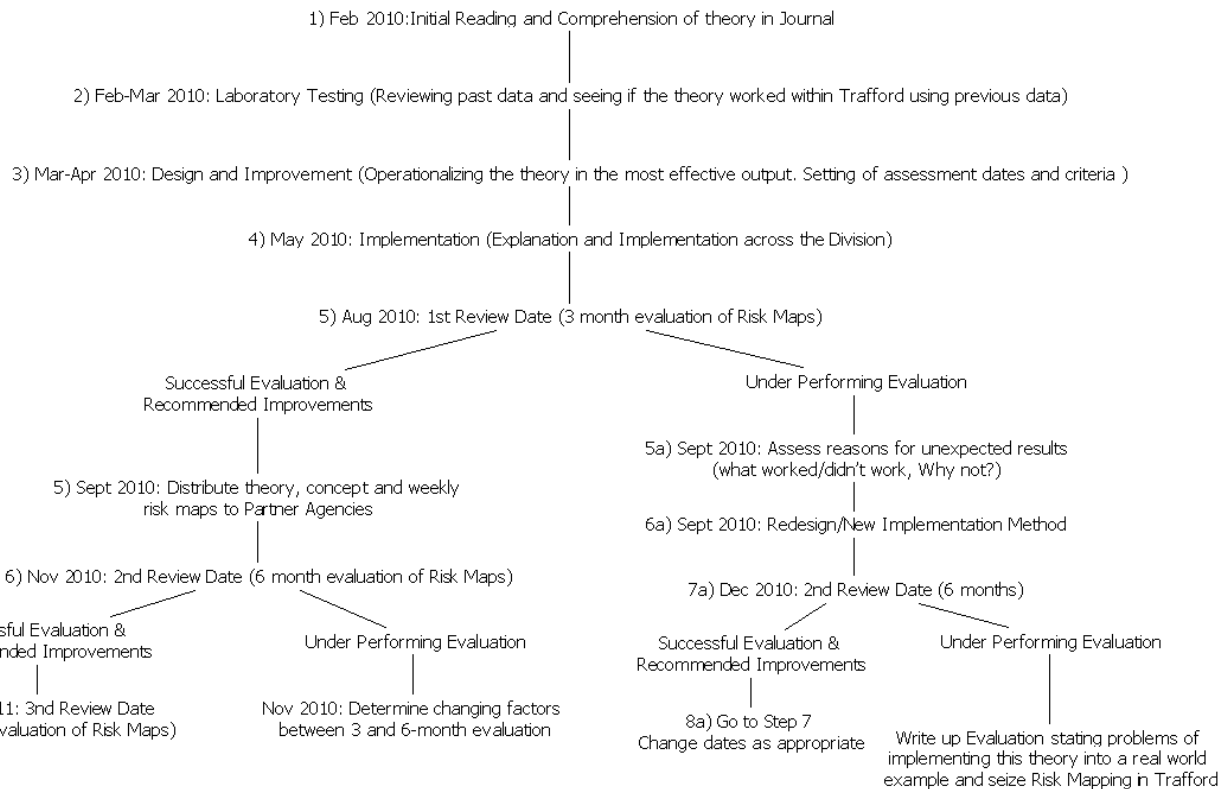 1) Feb 2010:Initial Reading and Comprehension of theory in Journal
2) Feb-Mar 2010: Laboratory Testing (Reviewing past data and seeing if the theory worked within Trafford using previous data)
3) Mar-Apr 2010: Design and Improvement (Operationalizing the theory in the most effective output. Setting of assessment dates and criteria )
4) May 2010: Implementation (Explanation and Implementation across the Division)
5) Aug 2010: 1st Review Date (3 month evaluation of Risk Maps)
Successful Evaluation &
Recommended Improvements
5) Sept 2010: Distribute theory, concept and weekly
risk maps to Partner Agencies
6) Nov 2010: 2nd Review Date (6 month evaluation of Risk Maps)
sful Evaluation &
nded Improvements
11: 3nd Review Date
valuation of Risk Maps)
Under Performing Evaluation
Nov 2010: Determine changing factors
between 3 and 6-month evaluation
Under Performing Evaluation
5a) Sept 2010: Assess reasons for unexpected results
(what worked/didn't work, Why not?)
6a) Sept 2010: Redesign/New Implementation Method
7a) Dec 2010: 2nd Review Date (6 months)
Successful Evaluation &
Recommended Improvements
8a) Go to Step 7
Change dates as appropriate
Under Performing Evaluation
Write up Evaluation stating problems of
implementing this theory into a real world
example and seize Risk Mapping in Trafford